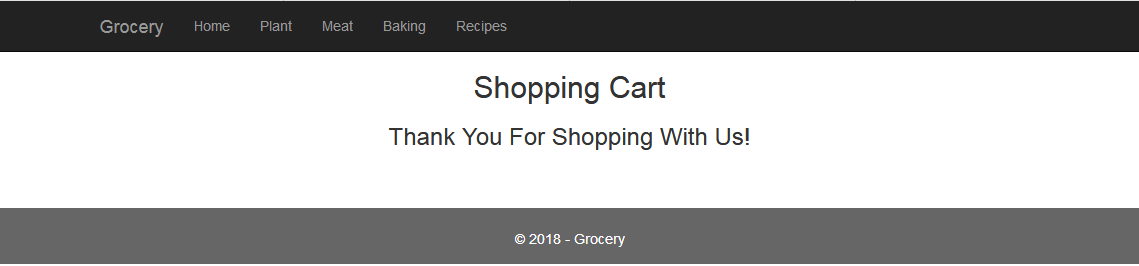 Grocery Home Plant Meat Baking Recipes
Shopping Cart
Thank You For Shopping With Us!
© 2018 - Grocery